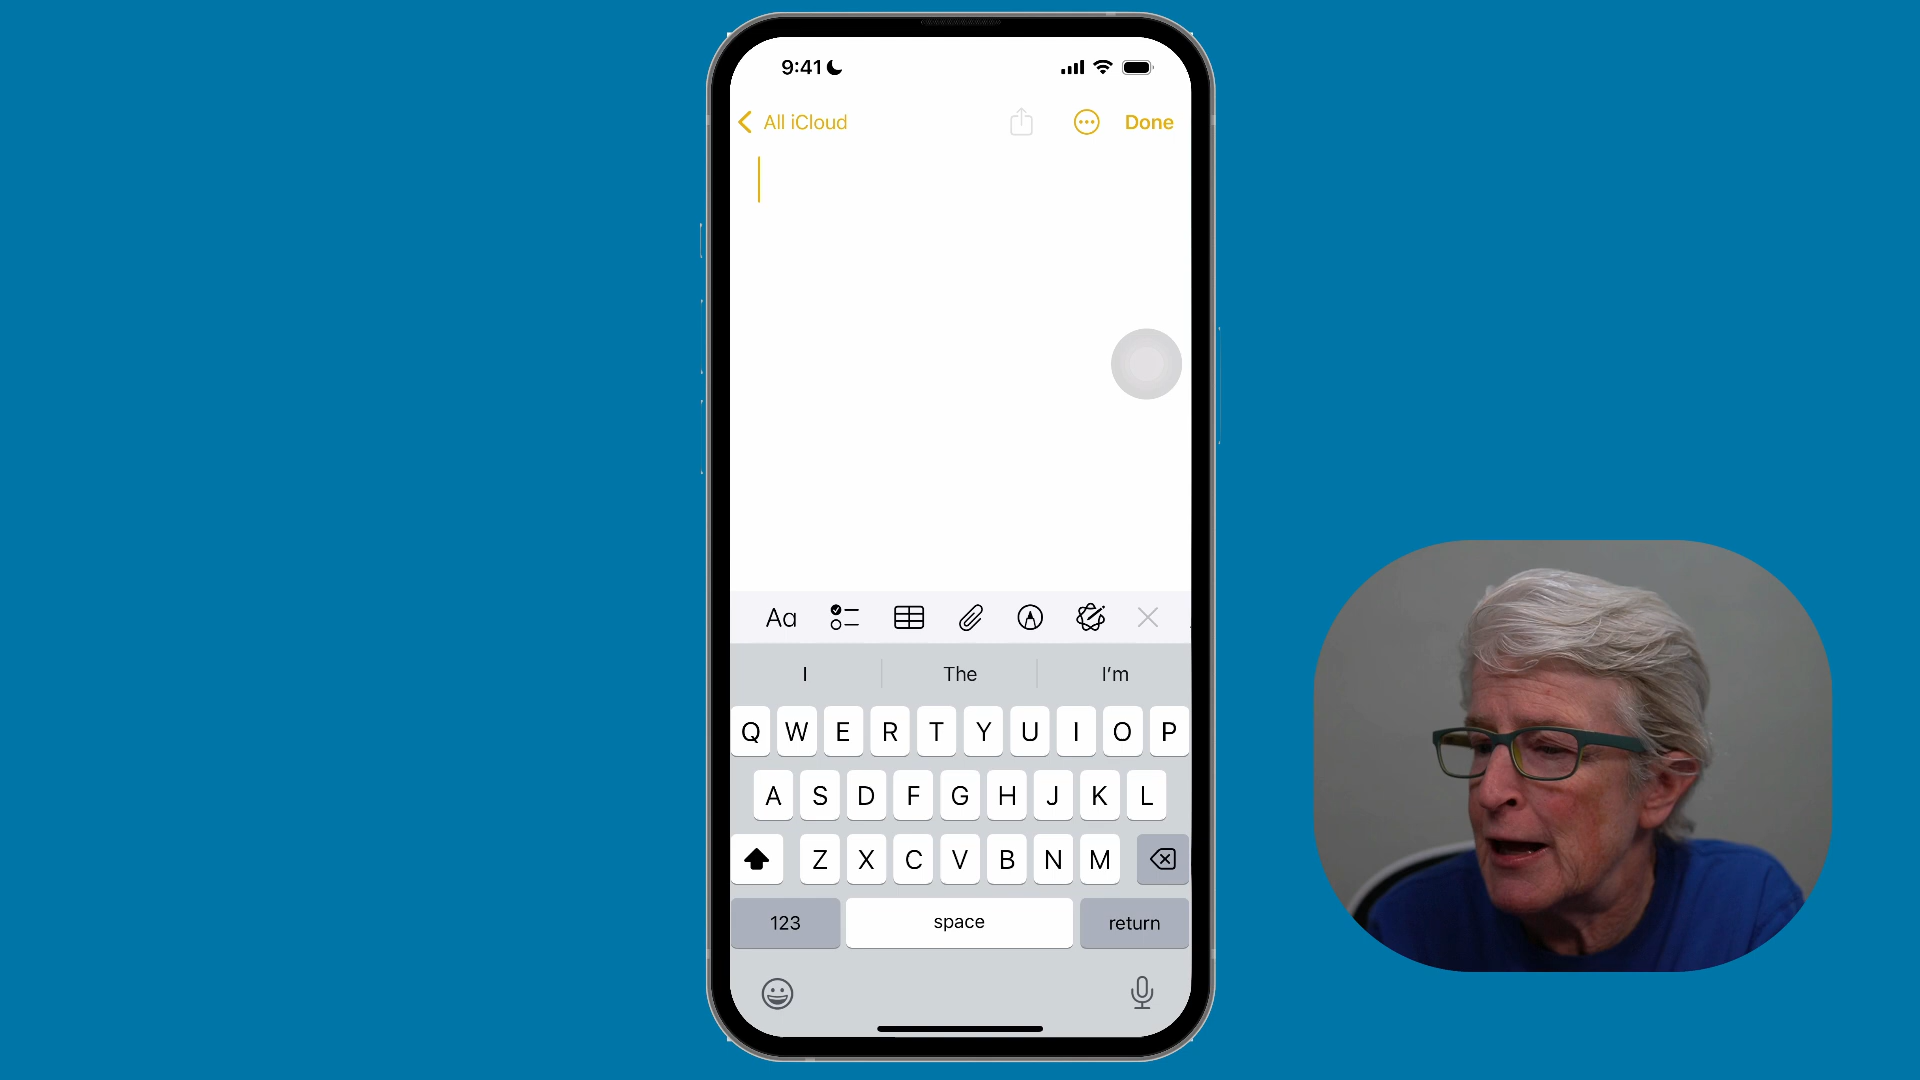 9:41
All iCloud
Done
Aa
I The I'm
Q W E R T Y U I O P
A S D F G H J K L
Z X C V B N M
123 space return